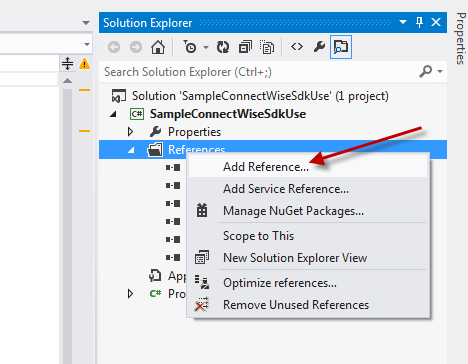 Solution Explorer
Properties
Search Solution Explorer (Ctrl+;)
Solution 'SampleConnectWiseSdkUse' (1 project)
C# SampleConnectWiseSdkUse
Properties
References
Add Reference...
Add Service Reference...
Manage NuGet Packages...
Scope to This
New Solution Explorer View
App
Optimize references...
C# Pro
Remove Unused References